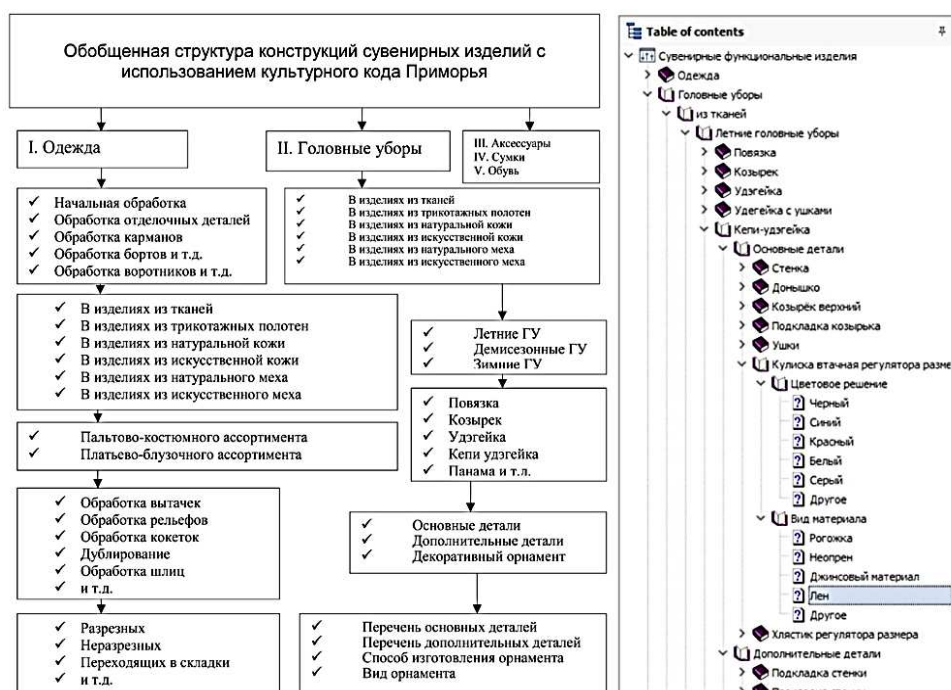 Обобщенная структура конструкций сувенирных изделий с
использованием культурного кода Приморья
I. Одежда
II. Головные уборы
III. Аксессуары
IV. Сумки
V. Обувь
✓ Начальная обработка
✓ Обработка отделочных деталей
✓ Обработка карманов
✓ Обработка бортов и т.д.
✓ Обработка воротников и т.д.
✓ В изделиях из тканей
✓ В изделиях из трикотажных полотен
✓ В изделиях из натуральной кожи
✓ В изделиях из искусственной кожи
✓ В изделиях из натурального меха
✓ В изделиях из искусственного меха
✓ В изделиях из тканей
✓ В изделиях из трикотажных полотен
✓ В изделиях из натуральной кожи
✓ В изделиях из искусственной кожи
✓ В изделиях из натурального меха
✓ В изделиях из искусственного меха
✓ Летние ГУ
✓ Демисезонные ГУ
✓ Зимние ГУ
✓ Пальтово-костюмного ассортимента
✓ Платьево-блузочного ассортимента
✓ Повязка
✓ Козырек
✓ Удэгейка
✓ Кепи удэгейка
✓ Панама и т.л.
✓ Обработка вытачек
✓ Обработка рельефов
✓ Обработка кокеток
✓ Дублирование
✓ Обработка шлиц
✓ и т.д.
✓ Основные детали
✓ Дополнительные детали
✓ Декоративный орнамент
✓ Разрезных
✓ Неразрезных
✓ Переходящих в складки
✓ и т.д.
✓ Перечень основных деталей
✓ Перечень дополнительных деталей
✓ Способ изготовления орнамента
✓ Вид орнамента
Table of contents
Сувенирные функциональные изделия
Одежда
Головные уборы
из тканей
Летние головные уборы
Повязка
Козырек
Удэгейка
Удегейка с ушками
Кепи-удэгейка
Основные детали
Стенка
Донышко
Козырёк верхний
Подкладка козырька
Ушки
Кулиска втачная регулятора разме
Цветовое решение
Черный
Синий
Красный
Белый
Серый
Другое
Вид материала
Рогожка
Неопрен
Джинсовый материал
Лен
Другое
Хлястик регулятора размера
Дополнительные детали
Подкладка стенки